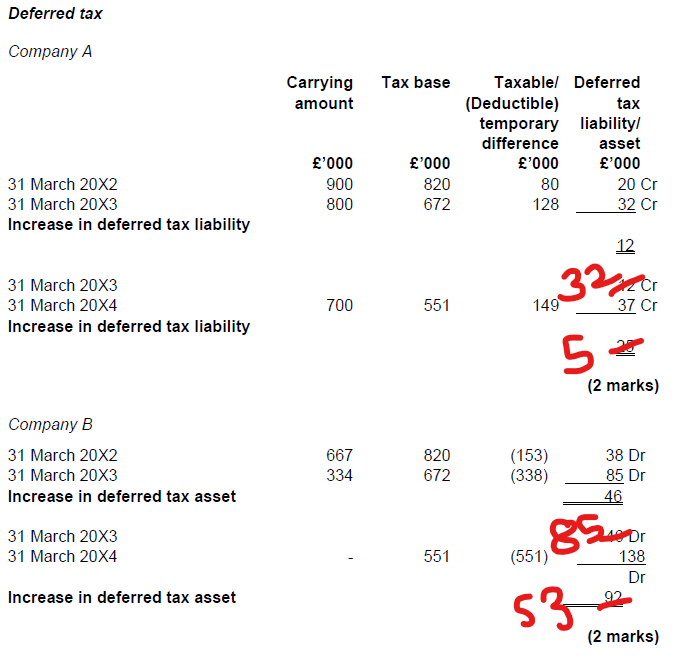 Deferred tax
Company A
Carrying amount Tax base Taxable/ (Deductible) temporary difference Deferred tax liability/ asset
£'000 £'000 £'000 £'000
31 March 20X2 900 820 80 20 Cr
31 March 20X3 800 672 128 32 Cr
Increase in deferred tax liability
12
31 March 20X3 32 12 Cr
31 March 20X4 700 551 149 37 Cr
Increase in deferred tax liability
5 25
(2 marks)
Company B
31 March 20X2 667 820 (153) 38 Dr
31 March 20X3 334 672 (338) 85 Dr
Increase in deferred tax asset 46
31 March 20X3 85 Dr
31 March 20X4 - 551 (551) 138
Dr
Increase in deferred tax asset 53 92
(2 marks)